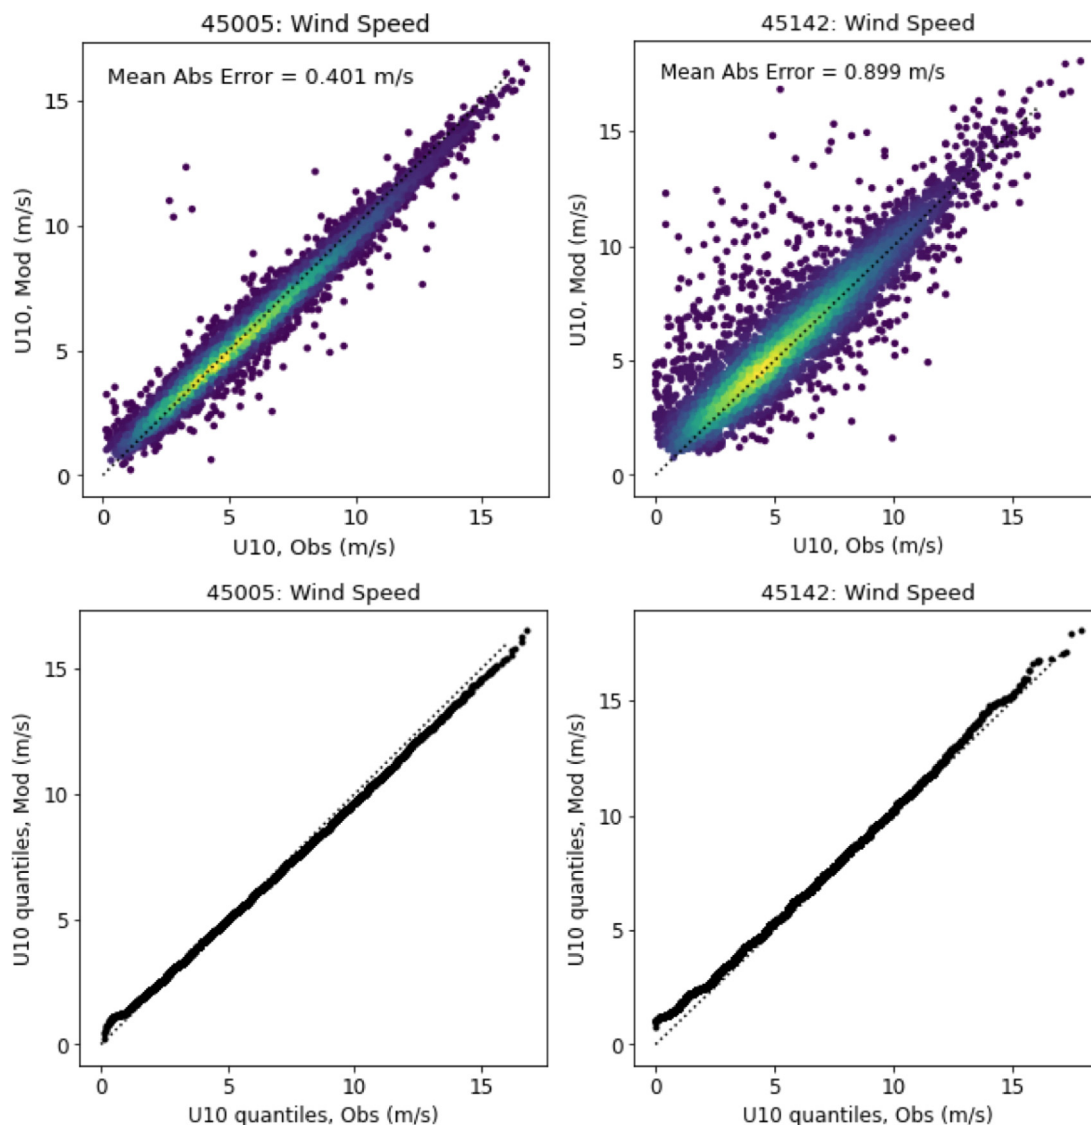 45005: Wind Speed
Mean Abs Error = 0.401 m/s
15
10
5
0
U10, Mod (m/s)
0 5 10 15
U10, Obs (m/s)
45142: Wind Speed
Mean Abs Error = 0.899 m/s
15
10
5
0
U10, Mod (m/s)
0 5 10 15
U10, Obs (m/s)
45005: Wind Speed
15
10
5
0
U10 quantiles, Mod (m/s)
0 5 10 15
U10 quantiles, Obs (m/s)
45142: Wind Speed
15
10
5
0
U10 quantiles, Mod (m/s)
0 5 10 15
U10 quantiles, Obs (m/s)